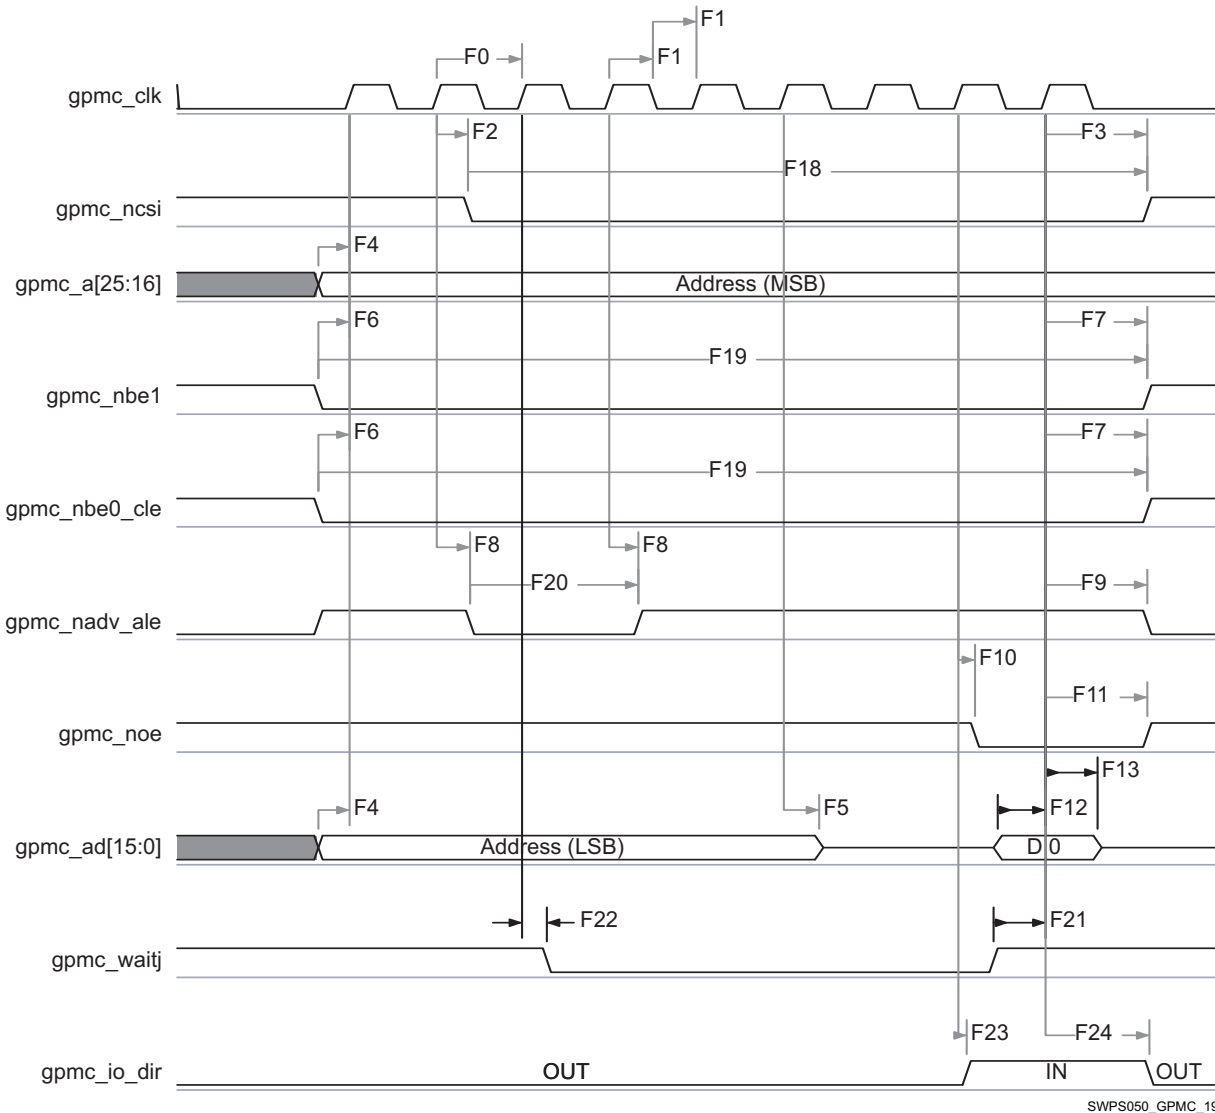 F1
F0 F1
gpmc_clk
F2 F3
F18
gpmc_ncsi
F4
gpmc_a[25:16] Address (MSB)
F6 F7
F19
gpmc_nbe1
F6 F7
F19
gpmc_nbe0_cle
F8 F8
F20 F9
gpmc_nadv_ale
F10
F11
gpmc_noe
F13
F4 F5 F12
gpmc_ad[15:0] Address (LSB) D 0
F22 F21
gpmc_waitj
F23 F24
gpmc_io_dir OUT IN OUT
SWPS050_GPMC_19